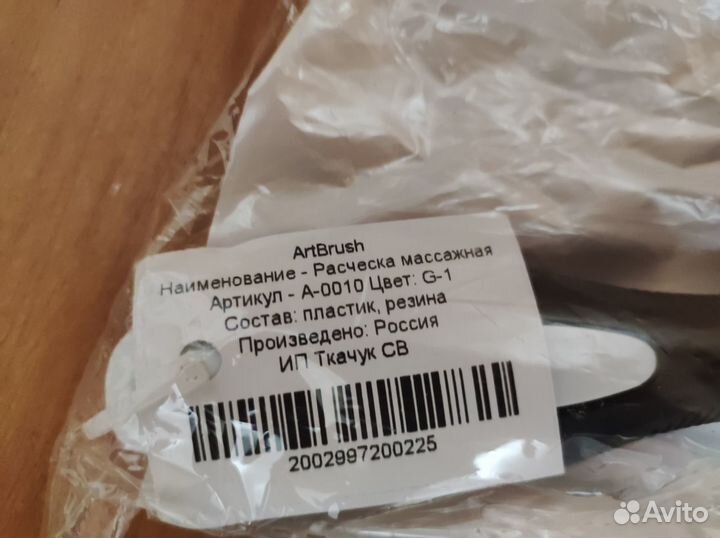 ArtBrush
Наименование - Расческа массажная
Артикул - A-0010 Цвет: G-1
Состав: пластик, резина
Произведено: Россия
ИП Ткачук СВ
2002997200225
Avito